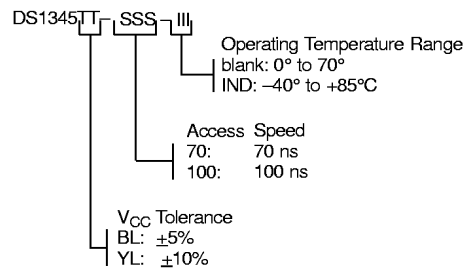 DS1345TT-SSS-III
Operating Temperature Range
blank: 0° to 70°
IND: –40° to +85°C
Access Speed
70: 70 ns
100: 100 ns
VCC Tolerance
BL: ±5%
YL: ±10%